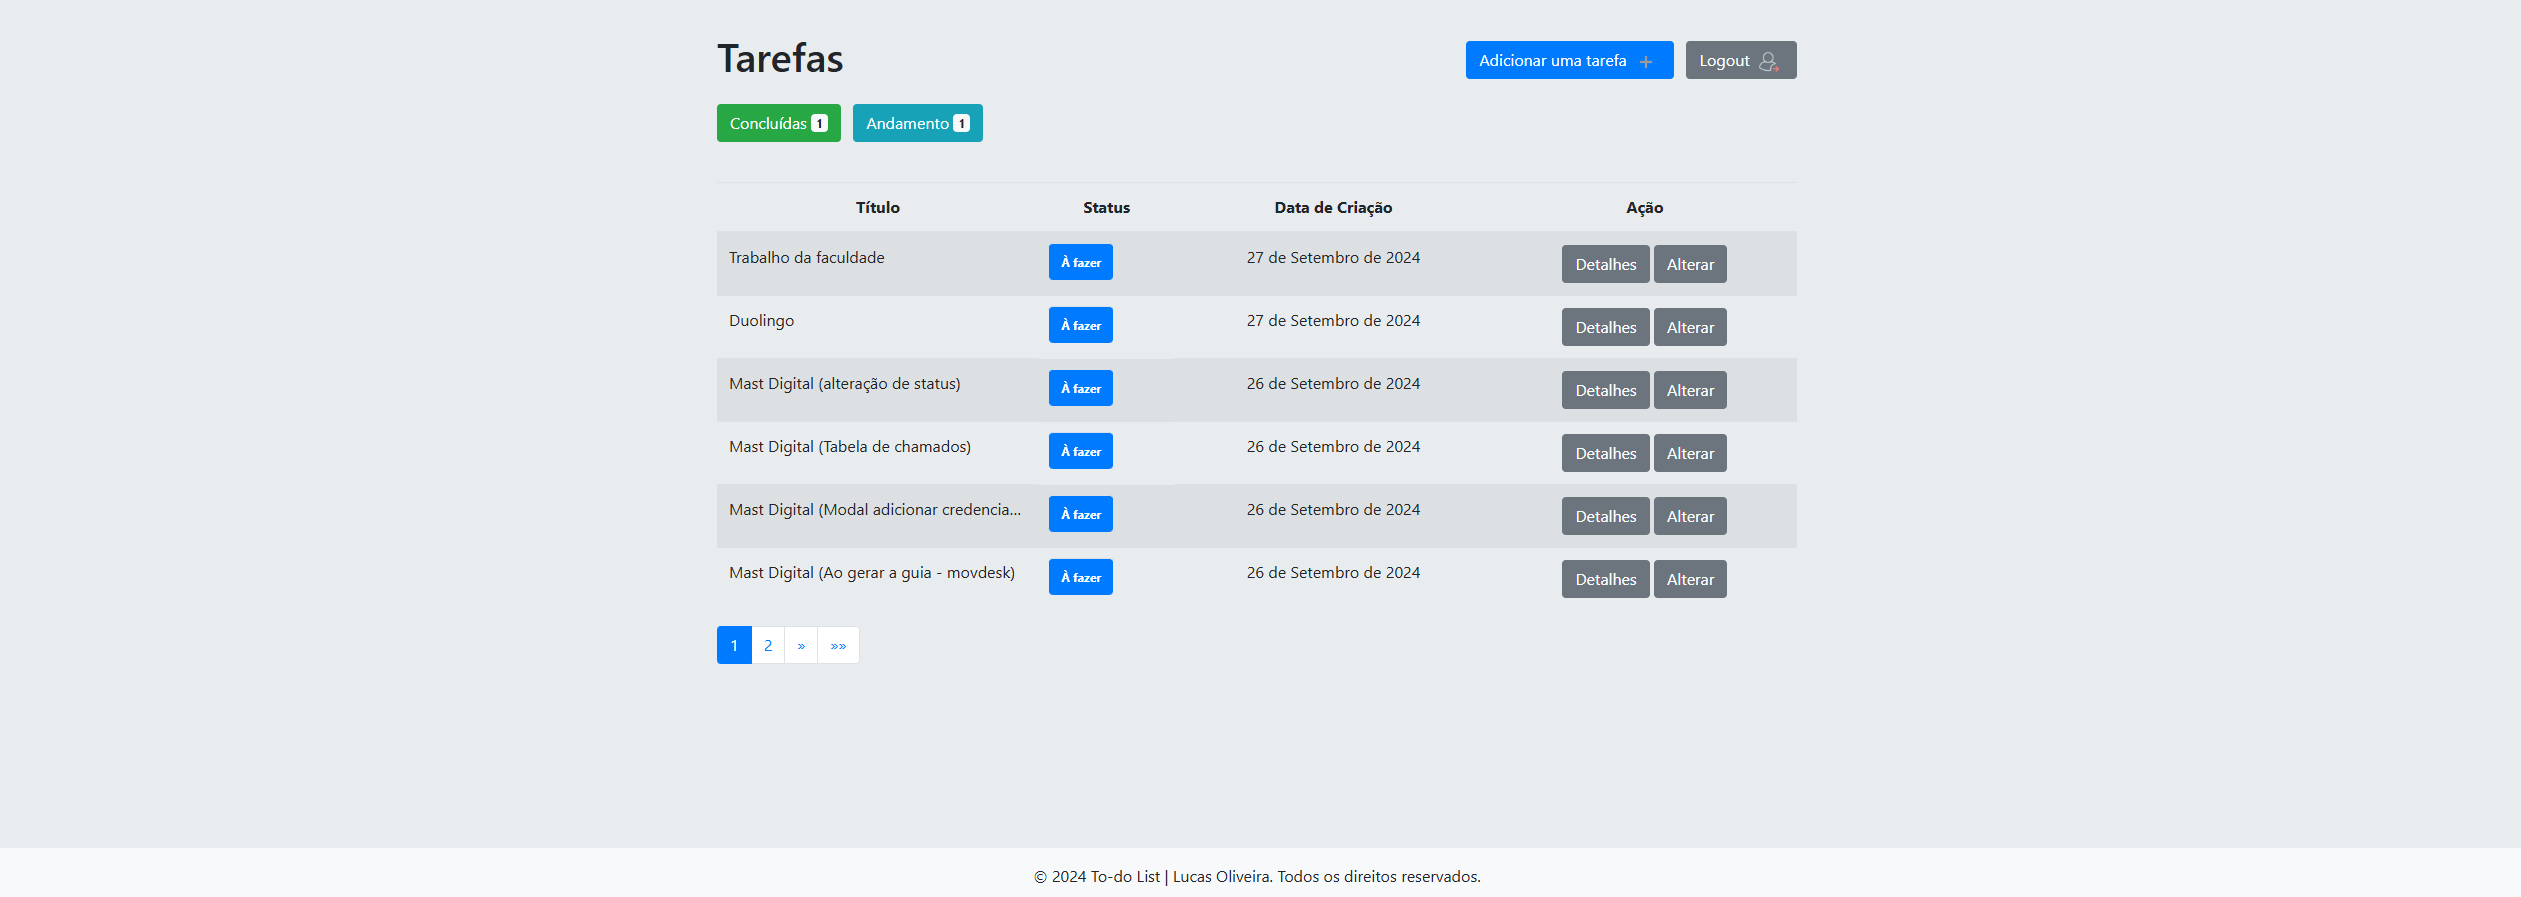 Tarefas
Adicionar uma tarefa +
Logout
Concluídas 1
Andamento 1
Título Status Data de Criação Ação
Trabalho da faculdade À fazer 27 de Setembro de 2024 Detalhes Alterar
Duolingo À fazer 27 de Setembro de 2024 Detalhes Alterar
Mast Digital (alteração de status) À fazer 26 de Setembro de 2024 Detalhes Alterar
Mast Digital (Tabela de chamados) À fazer 26 de Setembro de 2024 Detalhes Alterar
Mast Digital (Modal adicionar credencia... À fazer 26 de Setembro de 2024 Detalhes Alterar
Mast Digital (Ao gerar a guia - movdesk) À fazer 26 de Setembro de 2024 Detalhes Alterar
1 2 » »»
© 2024 To-do List | Lucas Oliveira. Todos os direitos reservados.